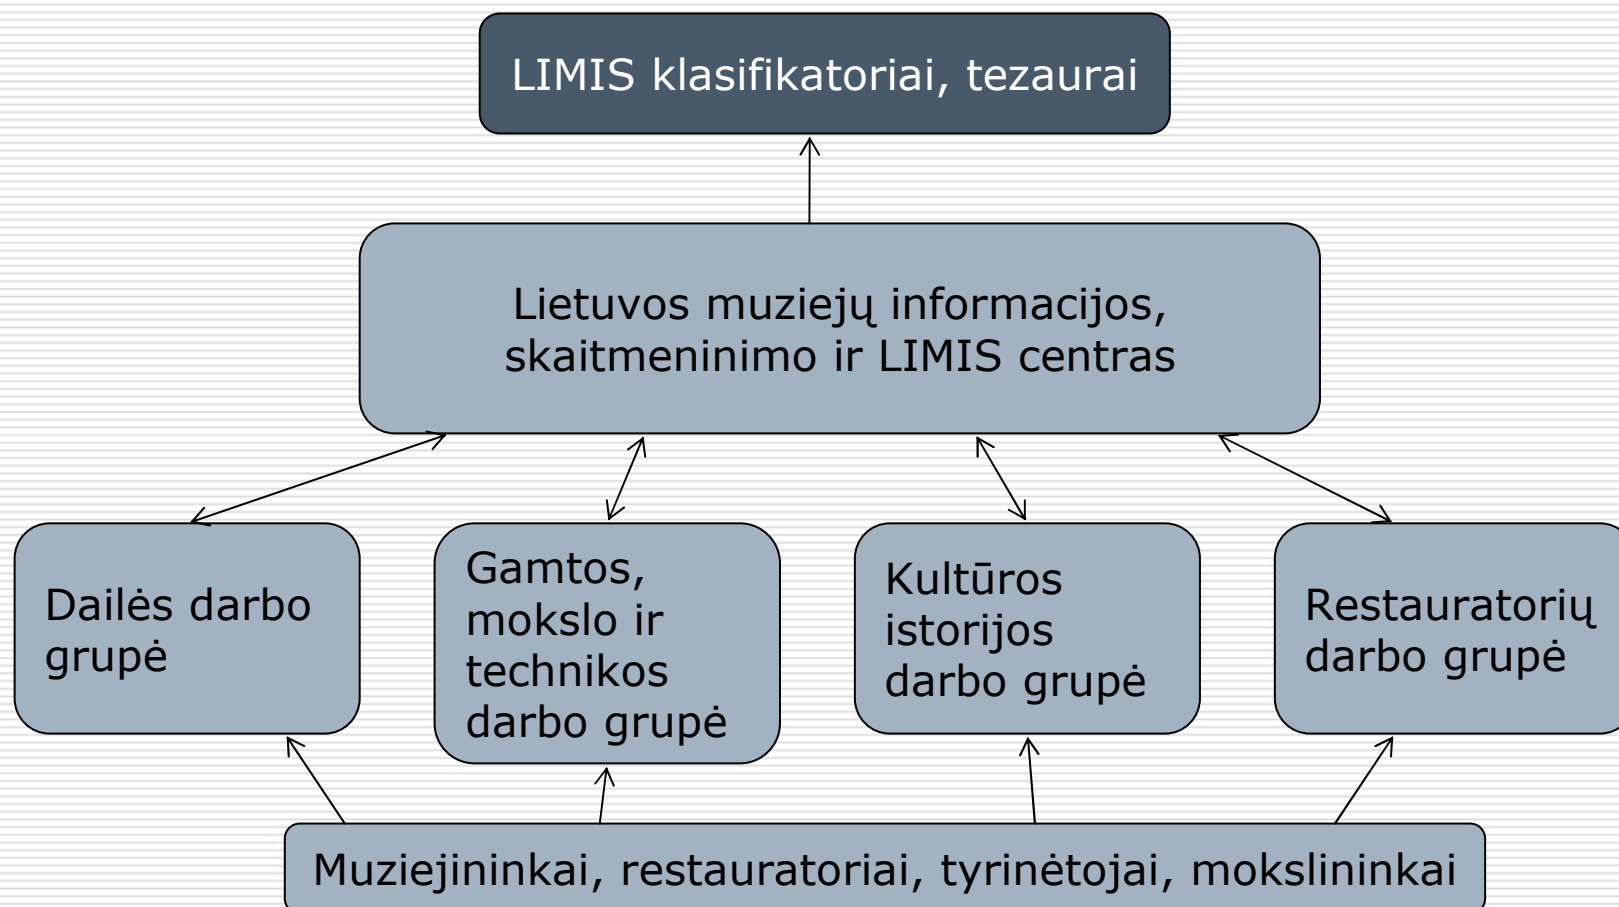 LIMIS klasifikatoriai, tezaurai
Lietuvos muziejų informacijos,
skaitmeninimo ir LIMIS centras
Dailės darbo
grupė
Gamtos,
mokslo ir
technikos
darbo grupė
Kultūros
istorijos
darbo grupė
Restauratorių
darbo grupė
Muziejininkai, restauratoriai, tyrinėtojai, mokslininkai